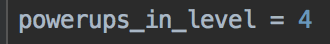 powerups_in_level = 4